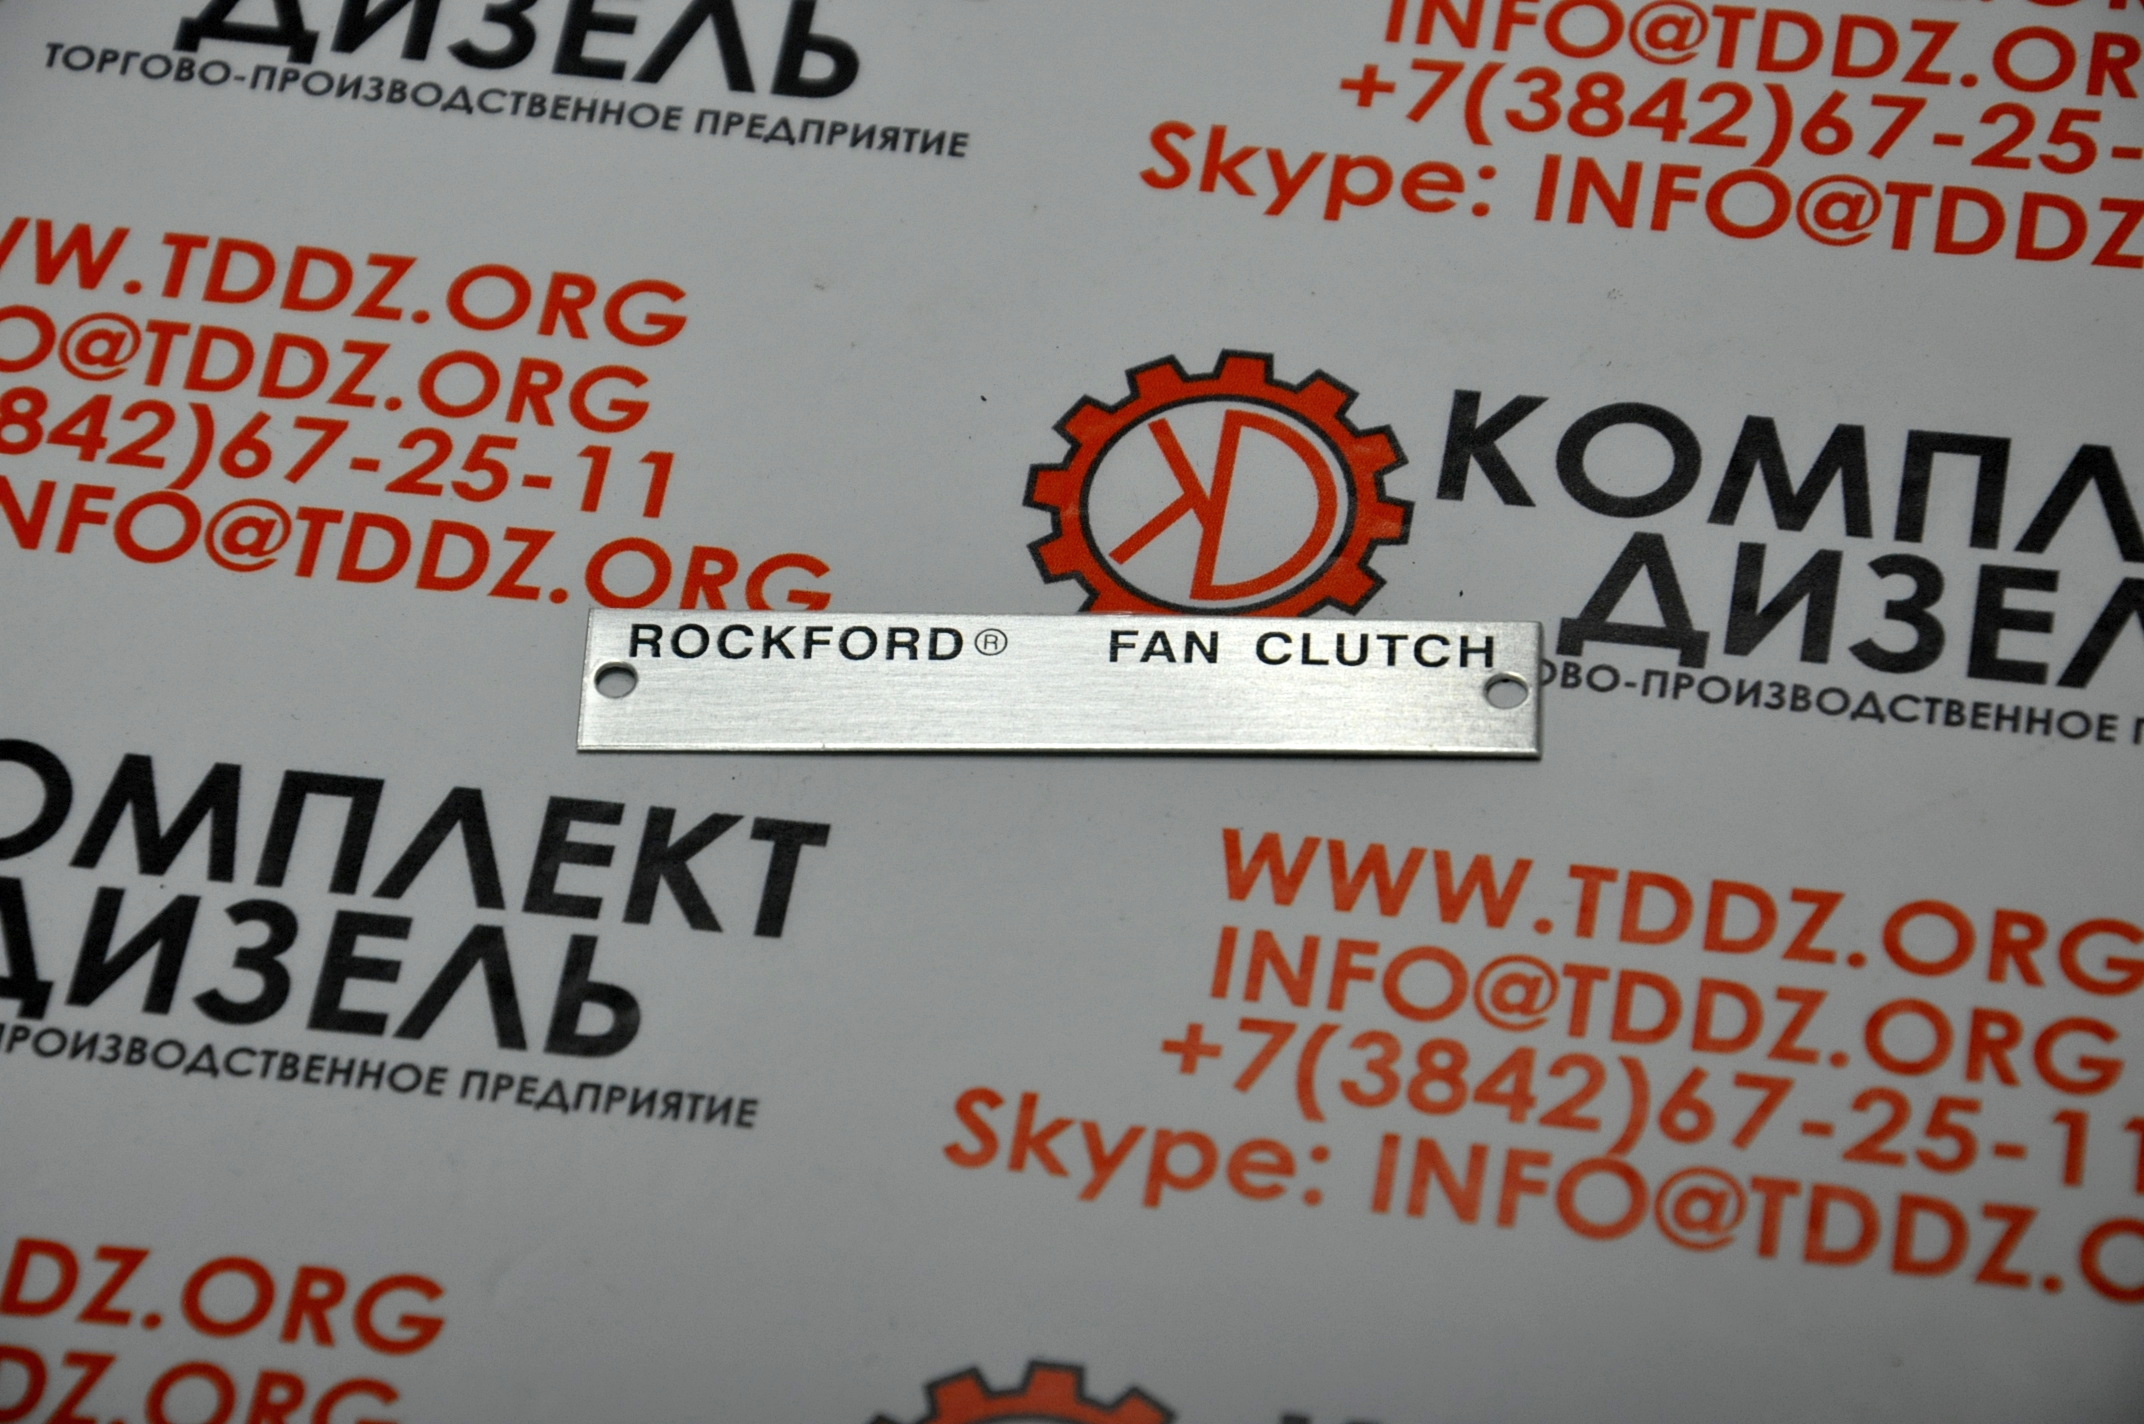 ДИЗЕЛЬ
ТОРГОВО-ПРОИЗВОДСТВЕННОЕ ПРЕДПРИЯТИЕ
INFO@TDDZ.OR
+7(3842)67-25-
Skype: INFO@TDDZ
W.TDDZ.ORG
O@TDDZ.ORG
842)67-25-11
NFO@TDDZ.ORG
КОМПЛ
ДИЗЕЛ
ОВО-ПРОИЗВОДСТВЕННОЕ П
ROCKFORD® FAN CLUTCH
ОМПЛЕКТ
ДИЗЕЛЬ
ПРОИЗВОДСТВЕННОЕ ПРЕДПРИЯТИЕ
WWW.TDDZ.ORG
INFO@TDDZ.ORG
+7(3842)67-25-11
Skype: INFO@TDDZ.O
DDZ.ORG
DZ.ORG